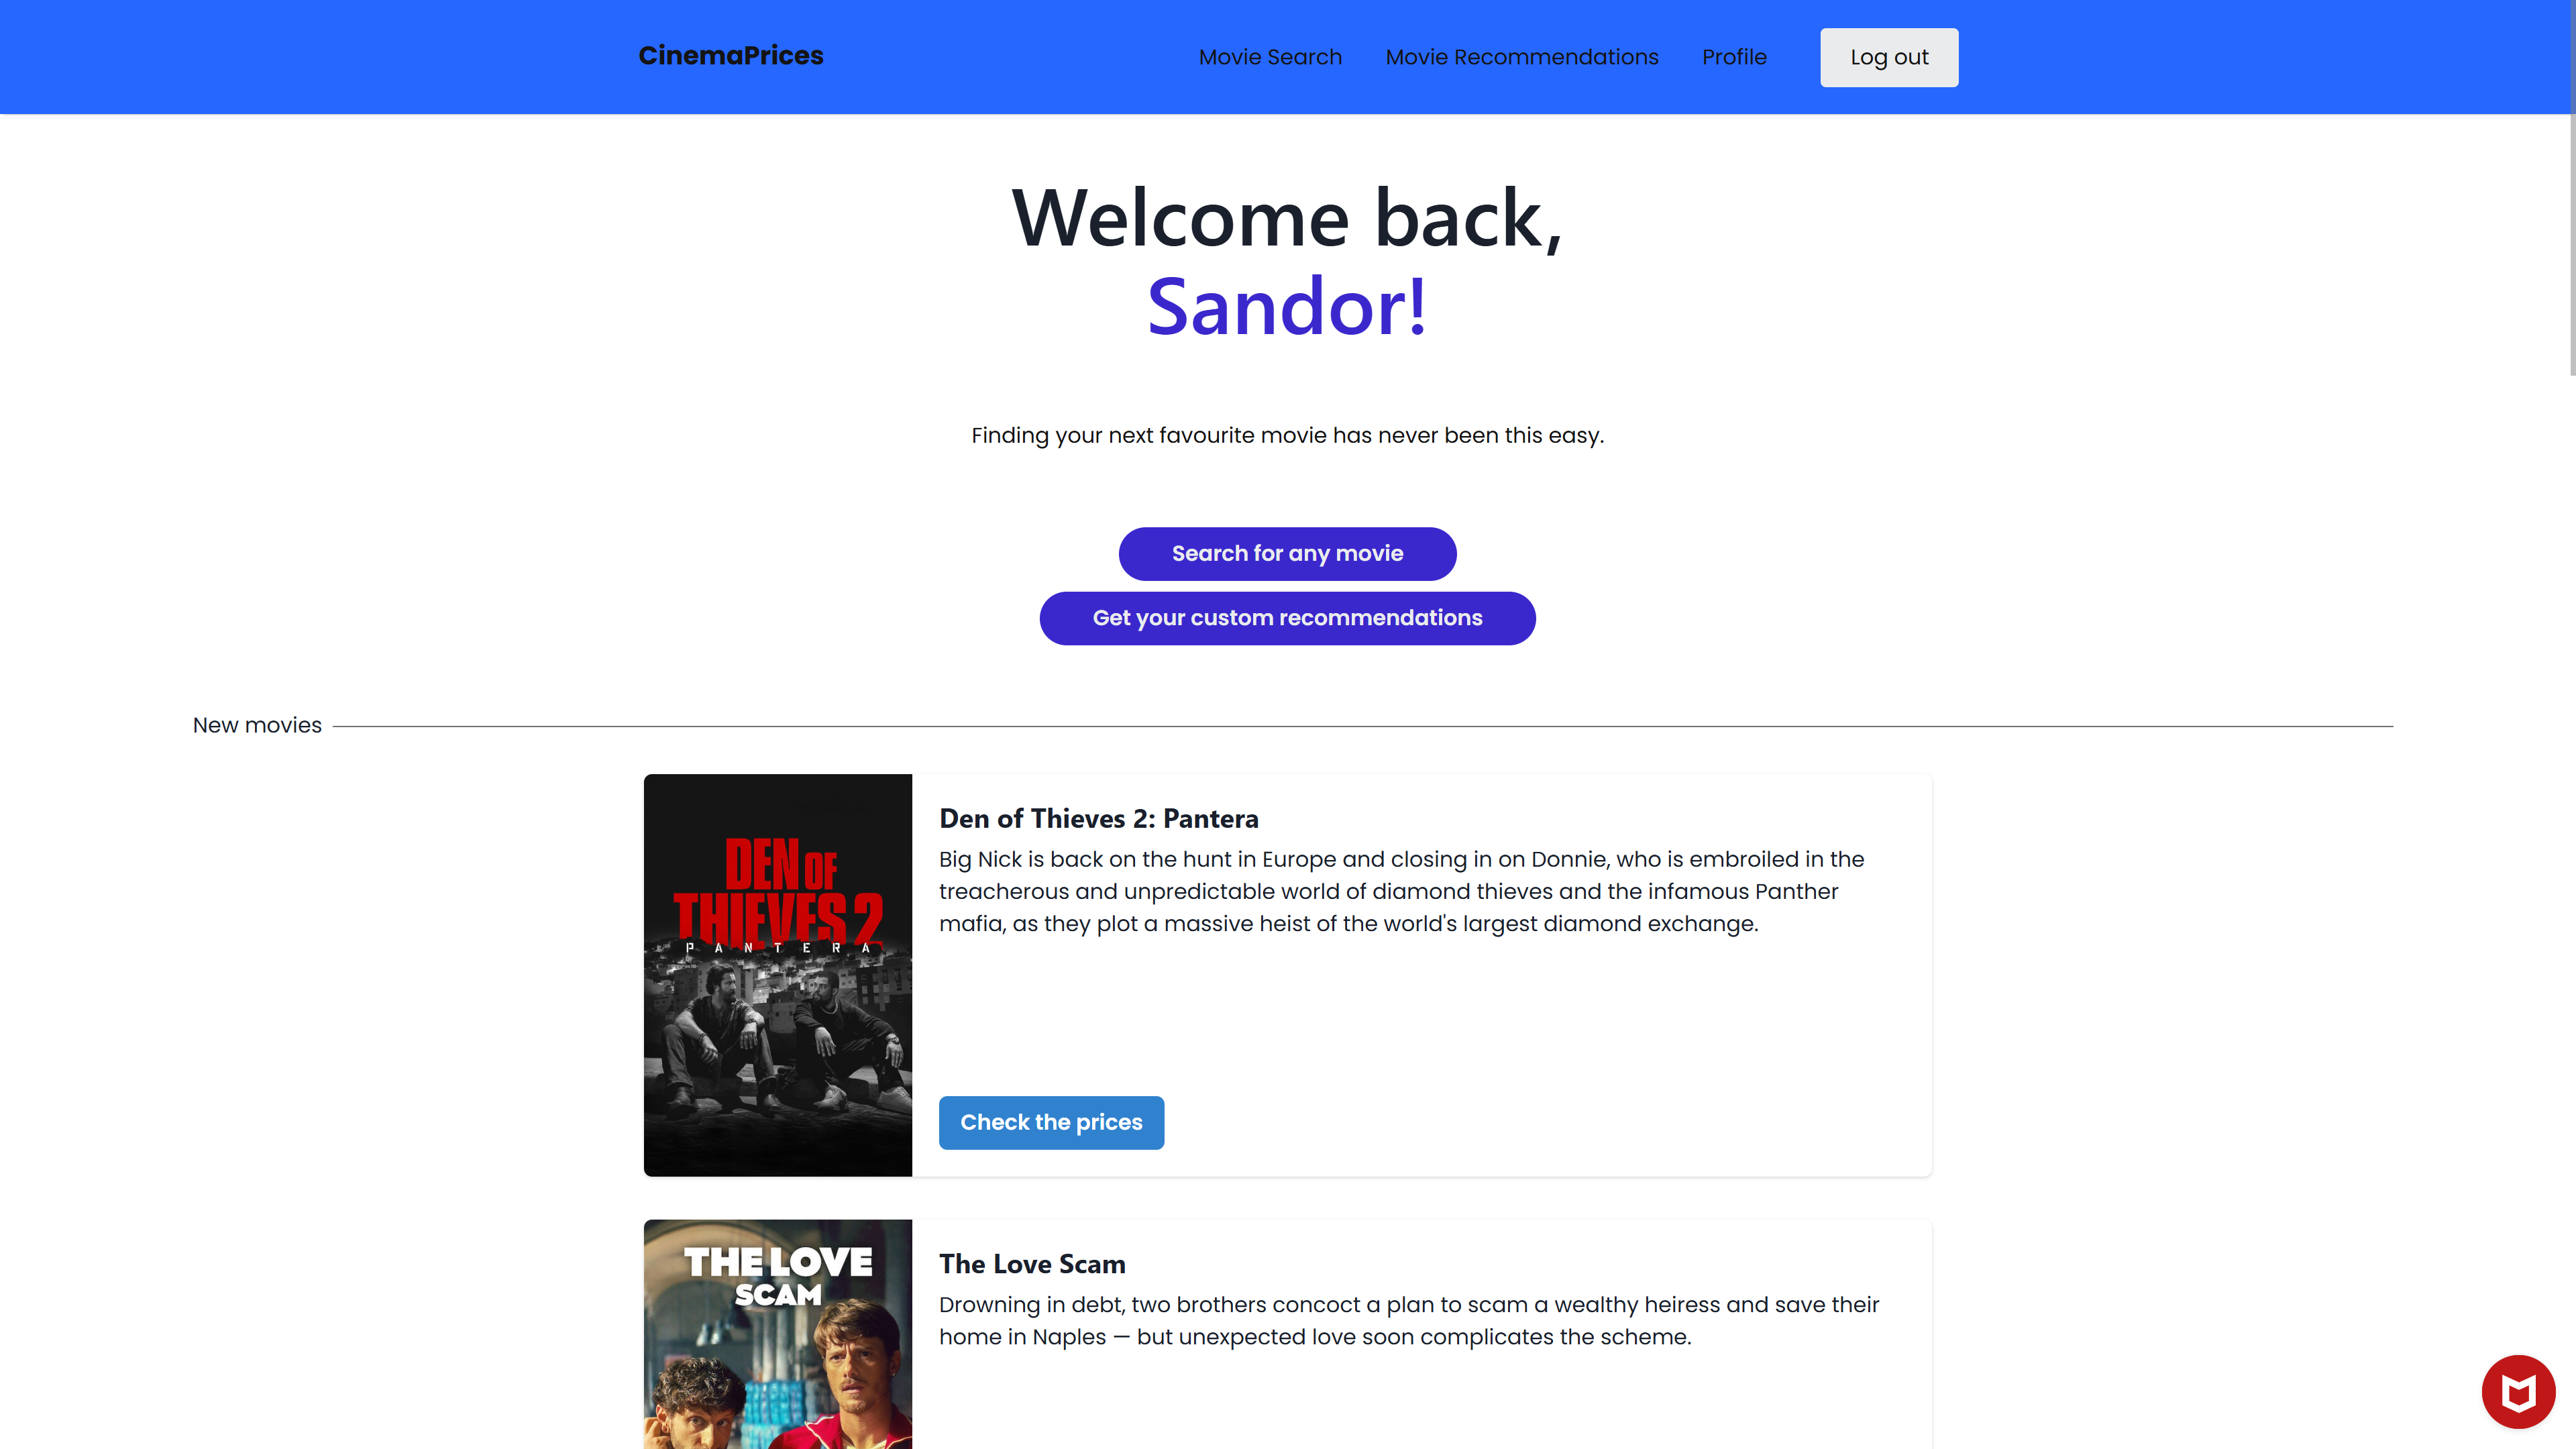 CinemaPrices
Movie Search
Movie Recommendations
Profile
Log out
Welcome back,
Sandor!
Finding your next favourite movie has never been this easy.
Search for any movie
Get your custom recommendations
New movies
DEN OF
THIEVES 2
PANTERA
Den of Thieves 2: Pantera
Big Nick is back on the hunt in Europe and closing in on Donnie, who is embroiled in the
treacherous and unpredictable world of diamond thieves and the infamous Panther
mafia, as they plot a massive heist of the world's largest diamond exchange.
Check the prices
THE LOVE
SCAM
The Love Scam
Drowning in debt, two brothers concoct a plan to scam a wealthy heiress and save their
home in Naples — but unexpected love soon complicates the scheme.